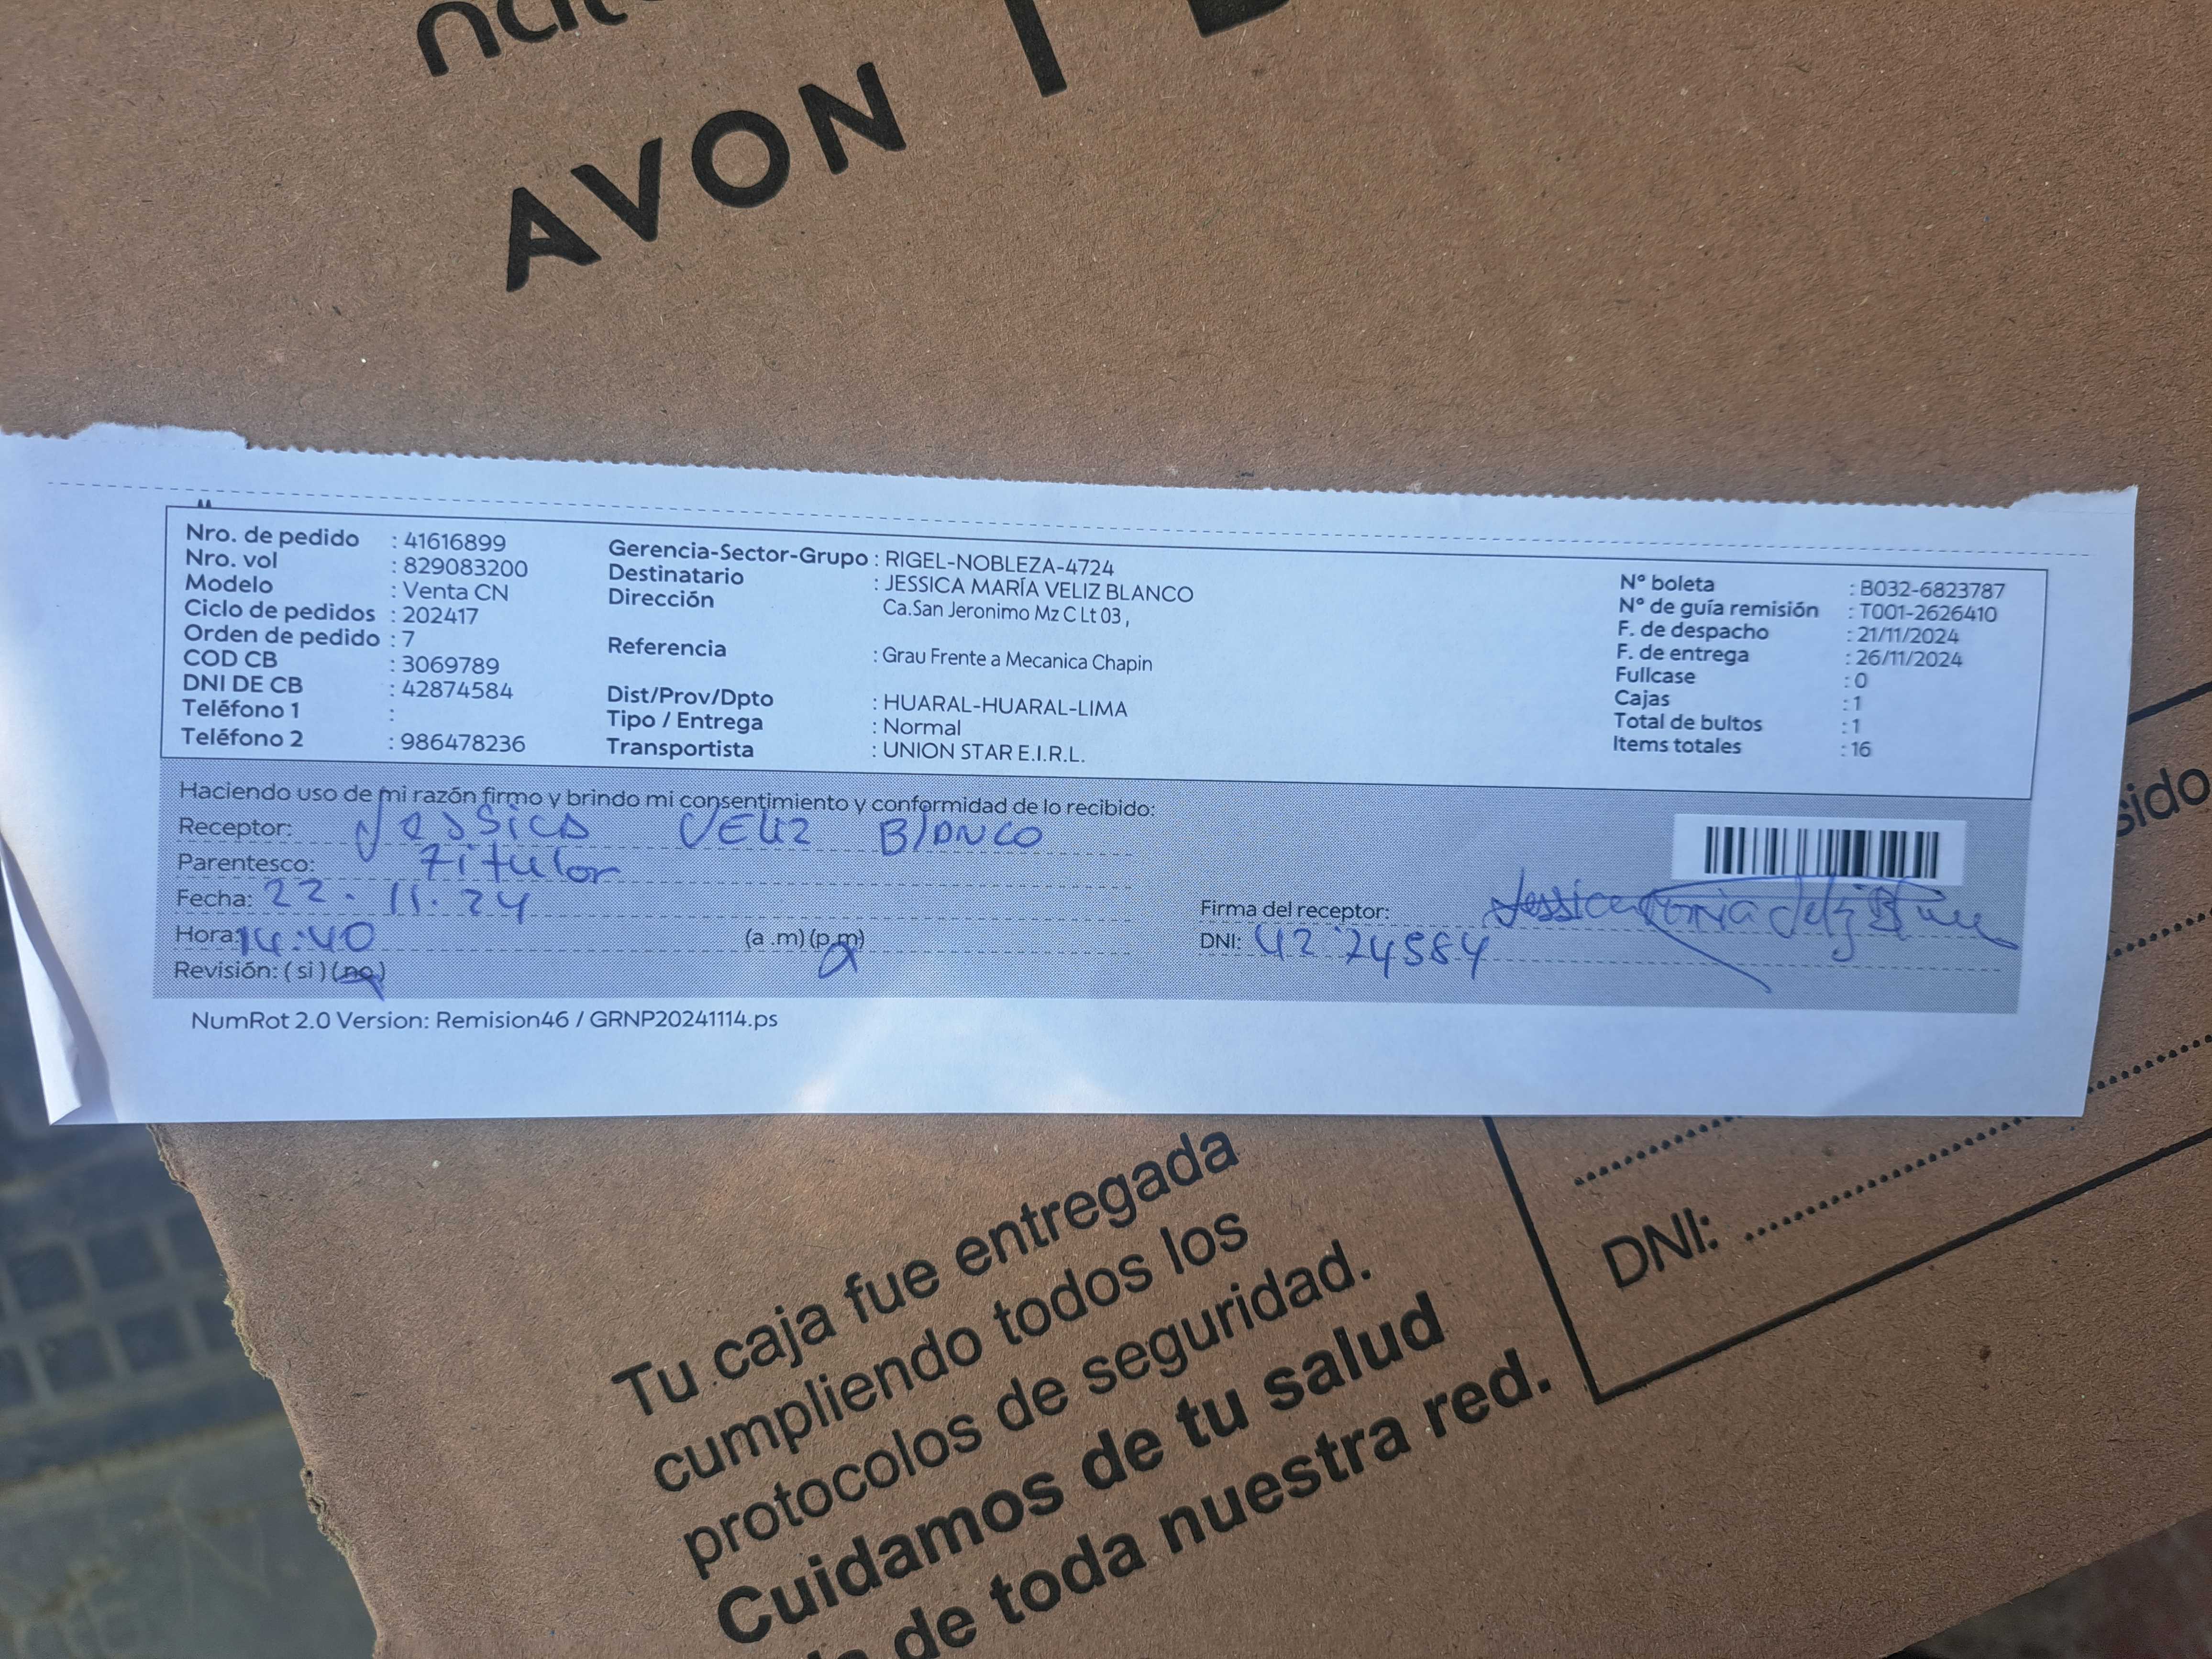 AVON
Nro. de pedido : 41616899
Nro. vol : 829083200
Modelo : Venta CN
Ciclo de pedidos : 202417
Orden de pedido : 7
COD CB : 3069789
DNI DE CB : 42874584
Teléfono 1 :
Teléfono 2 : 986478236
Gerencia-Sector-Grupo : RIGEL-NOBLEZA-4724
Destinatario : JESSICA MARÍA VELIZ BLANCO
Dirección Ca.San Jeronimo Mz C Lt 03 ,
Referencia : Grau Frente a Mecanica Chapin
Dist/Prov/Dpto : HUARAL-HUARAL-LIMA
Tipo / Entrega : Normal
Transportista : UNION STAR E.I.R.L.
N° boleta : B032-6823787
N° de guía remisión : T001-2626410
F. de despacho : 21/11/2024
F. de entrega : 26/11/2024
Fullcase : 0
Cajas : 1
Total de bultos : 1
Items totales : 16
Haciendo uso de mi razón firmo y brindo mi consentimiento y conformidad de lo recibido:
Receptor: Jessica VELIZ Blanco
Parentesco: titular
Fecha: 22.11.24
Hora: 14:40 (a .m) (p.m)
Revisión: ( si ) (no)
Firma del receptor: Jessica
DNI: 42874584
NumRot 2.0 Version: Remision46 / GRNP20241114.ps
Tu caja fue entregada
cumpliendo todos los
protocolos de seguridad.
Cuidamos de tu salud
de toda nuestra red.
DNI: